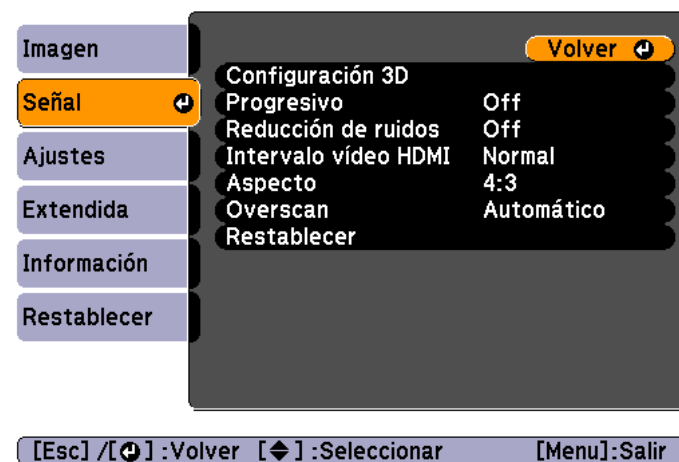 Imagen
Señal
Ajustes
Extendida
Información
Restablecer
Volver
Configuración 3D
Progresivo Off
Reducción de ruidos Off
Intervalo vídeo HDMI Normal
Aspecto 4:3
Overscan Automático
Restablecer
[Esc] /[ ] :Volver [ ] :Seleccionar [Menu]:Salir